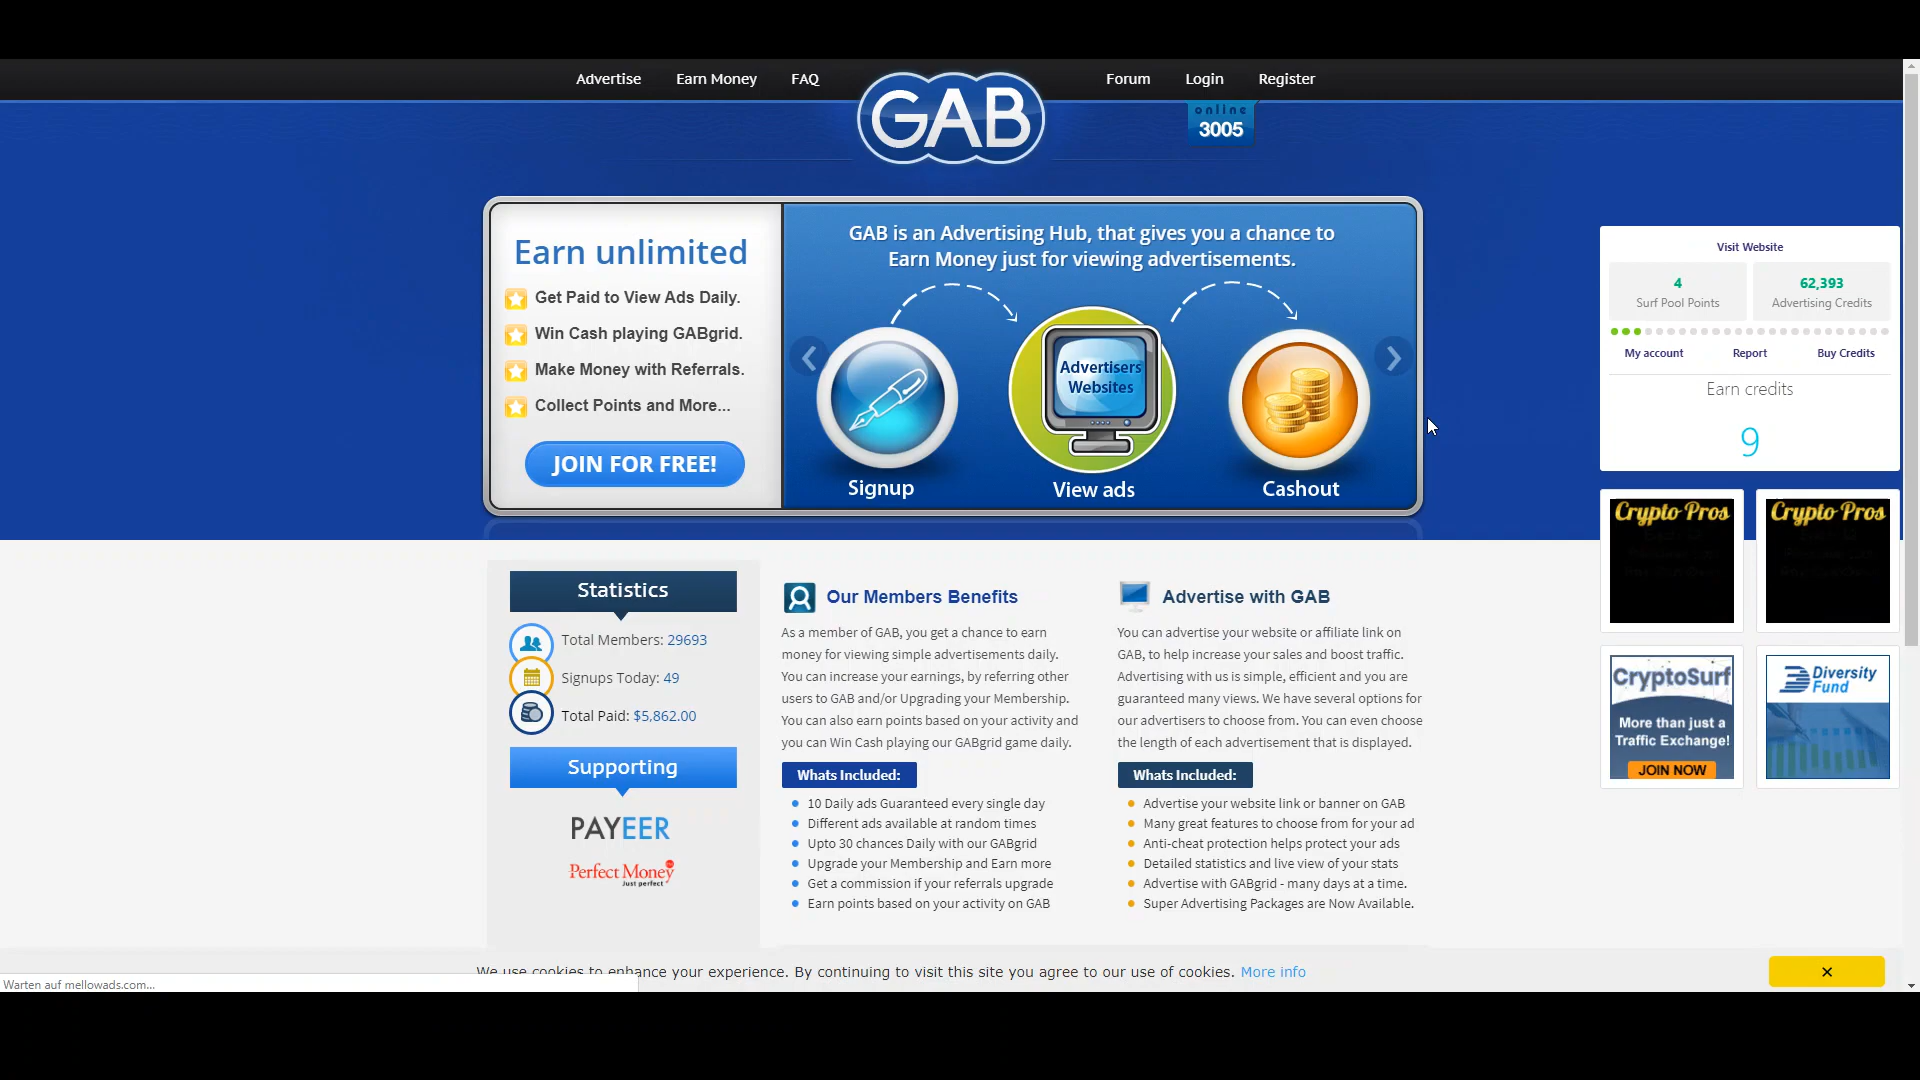 Advertise
Earn Money
FAQ
GAB
Forum
Login
Register
online
3005
Earn unlimited
Get Paid to View Ads Daily.
Win Cash playing GABgrid.
Make Money with Referrals.
Collect Points and More...
JOIN FOR FREE!
GAB is an Advertising Hub, that gives you a chance to
Earn Money just for viewing advertisements.
Advertisers
Websites
Signup
View ads
Cashout
Visit Website
4
Surf Pool Points
62,393
Advertising Credits
My account
Report
Buy Credits
Earn credits
9
Crypto Pros
Crypto Pros
CryptoSurf
More than just a
Traffic Exchange!
JOIN NOW
Diversity
Fund
Statistics
Total Members: 29693
Signups Today: 49
Total Paid: $5,862.00
Supporting
PAYEER
Perfect Money
Just perfect
Our Members Benefits
As a member of GAB, you get a chance to earn
money for viewing simple advertisements daily.
You can increase your earnings, by referring other
users to GAB and/or Upgrading your Membership.
You can also earn points based on your activity and
you can Win Cash playing our GABgrid game daily.
Whats Included:
10 Daily ads Guaranteed every single day
Different ads available at random times
Upto 30 chances Daily with our GABgrid
Upgrade your Membership and Earn more
Get a commission if your referrals upgrade
Earn points based on your activity on GAB
Advertise with GAB
You can advertise your website or affiliate link on
GAB, to help increase your sales and boost traffic.
Advertising with us is simple, efficient and you are
guaranteed many views. We have several options for
our advertisers to choose from. You can even choose
the length of each advertisement that is displayed.
Whats Included:
Advertise your website link or banner on GAB
Many great features to choose from for your ad
Anti-cheat protection helps protect your ads
Detailed statistics and live view of your stats
Advertise with GABgrid - many days at a time.
Super Advertising Packages are Now Available.
We use cookies to enhance your experience. By continuing to visit this site you agree to our use of cookies. More info
Warten auf mellowads.com...